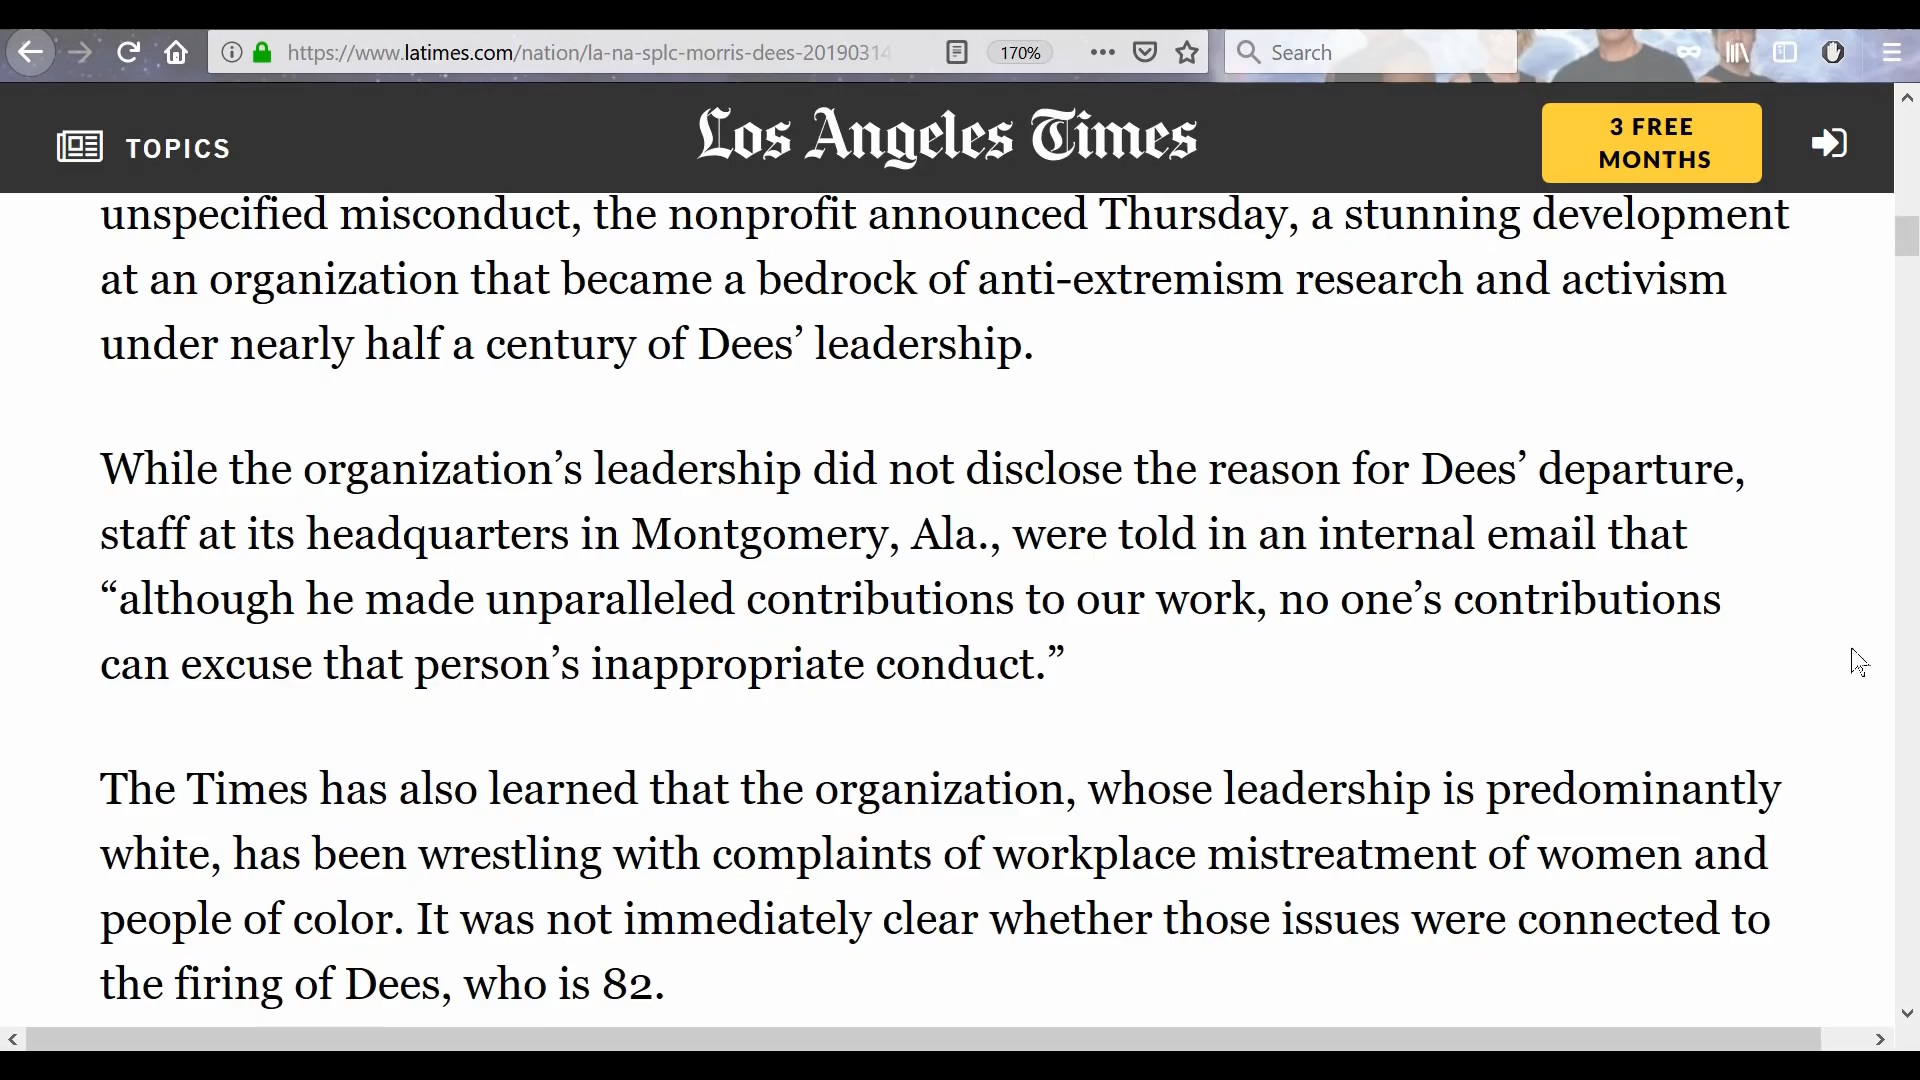 https://www.latimes.com/nation/la-na-splc-morris-dees-20190314
170%
Search
TOPICS
Los Angeles Times
3 FREE
MONTHS
unspecified misconduct, the nonprofit announced Thursday, a stunning development
at an organization that became a bedrock of anti-extremism research and activism
under nearly half a century of Dees’ leadership.
While the organization’s leadership did not disclose the reason for Dees’ departure,
staff at its headquarters in Montgomery, Ala., were told in an internal email that
“although he made unparalleled contributions to our work, no one’s contributions
can excuse that person’s inappropriate conduct.”
The Times has also learned that the organization, whose leadership is predominantly
white, has been wrestling with complaints of workplace mistreatment of women and
people of color. It was not immediately clear whether those issues were connected to
the firing of Dees, who is 82.